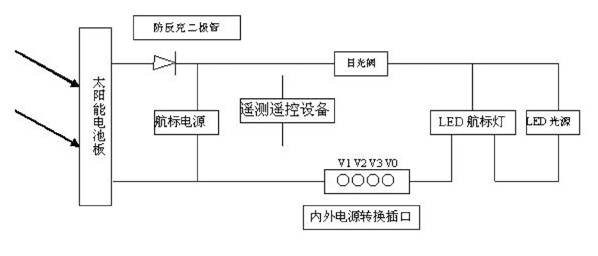 防反充二极管
太阳能电池板
日光阀
航标电源
遥测遥控设备
LED 航标灯
LED 光源
V1 V2 V3 V0
内外电源转换插口